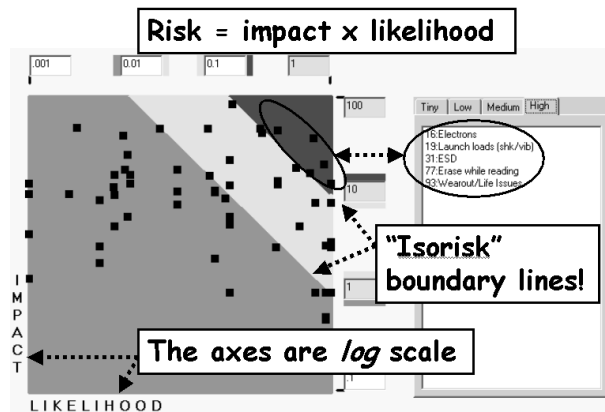 Risk = impact x likelihood
.001 0.01 0.1 1
100
10
1
.1
Tiny Low Medium High
16:Electrons
19:Launch loads (shk/vib)
31:ESD
77:Erase while reading
93:Wearout/Life Issues
"Isorisk"
boundary lines!
IMPACT
The axes are log scale
LIKELIHOOD